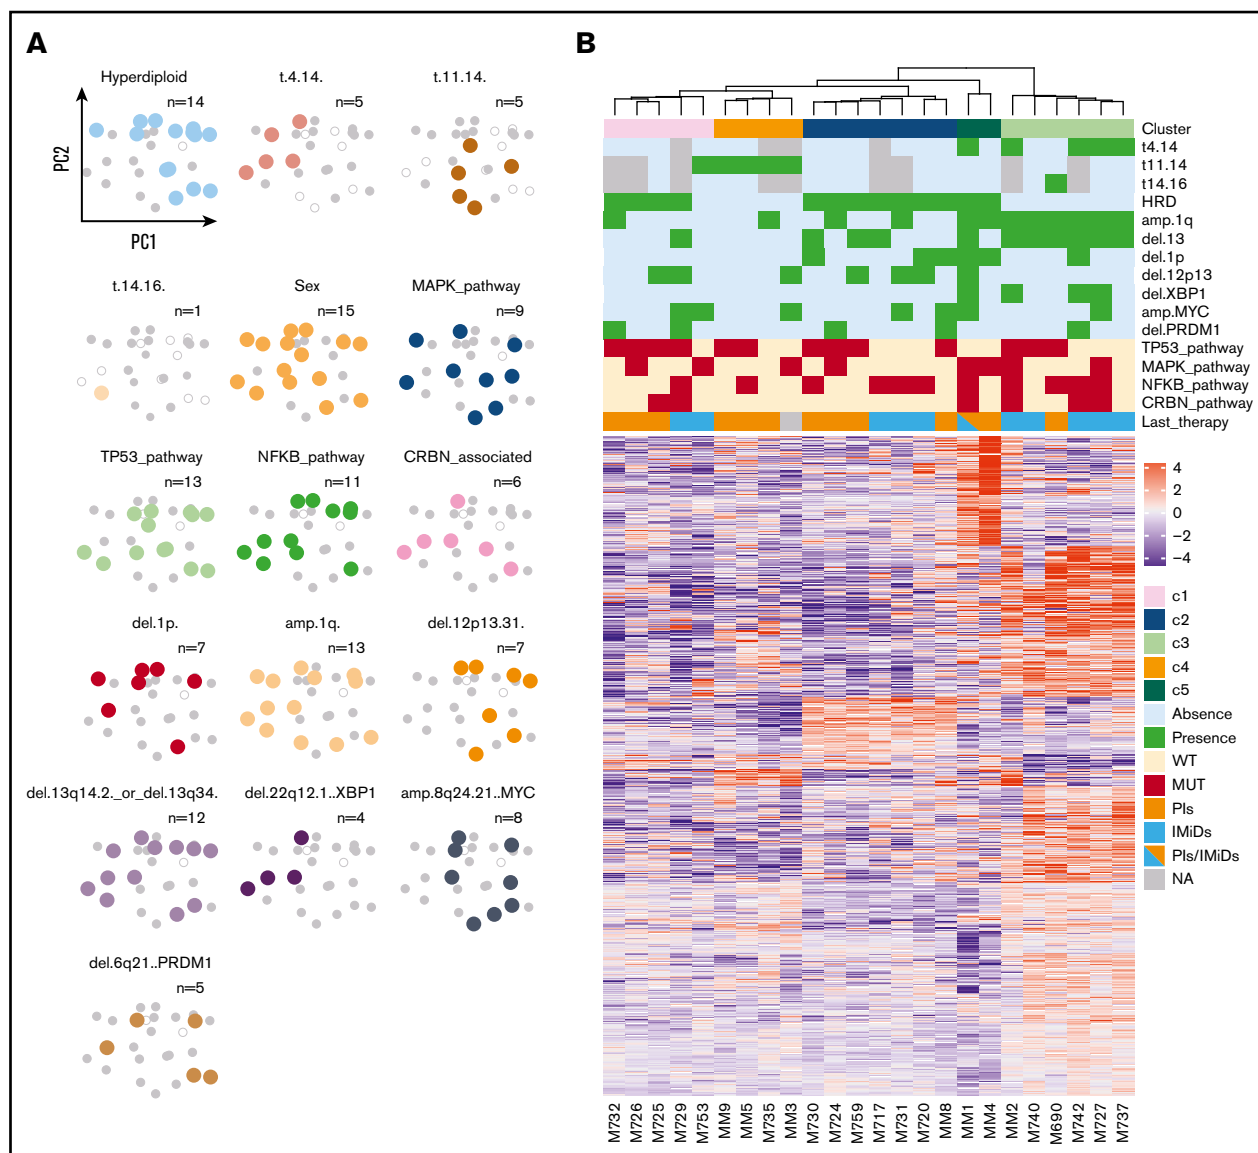 A
Hyperdiploid
n=14
t.4.14.
n=5
t.11.14.
n=5
PC2
PC1
t.14.16.
n=1
Sex
n=15
MAPK_pathway
n=9
TP53_pathway
n=13
NFKB_pathway
n=11
CRBN_associated
n=6
del.1p.
n=7
amp.1q.
n=13
del.12p13.31.
n=7
del.13q14.2._or_del.13q34.
n=12
del.22q12.1..XBP1
n=4
amp.8q24.21..MYC
n=8
del.6q21..PRDM1
n=5
B
Cluster
t4.14
t11.14
t14.16
HRD
amp.1q
del.13
del.1p
del.12p13
del.XBP1
amp.MYC
del.PRDM1
TP53_pathway
MAPK_pathway
NFKB_pathway
CRBN_pathway
Last_therapy
4
2
0
−2
−4
c1
c2
c3
c4
c5
Absence
Presence
WT
MUT
PIs
IMiDs
PIs/IMiDs
NA
M732
M726
M725
M729
M753
MM9
MM5
M735
MM3
M730
M724
M759
M717
M731
M720
MM8
MM1
MM4
MM2
M740
M690
M742
M727
M737